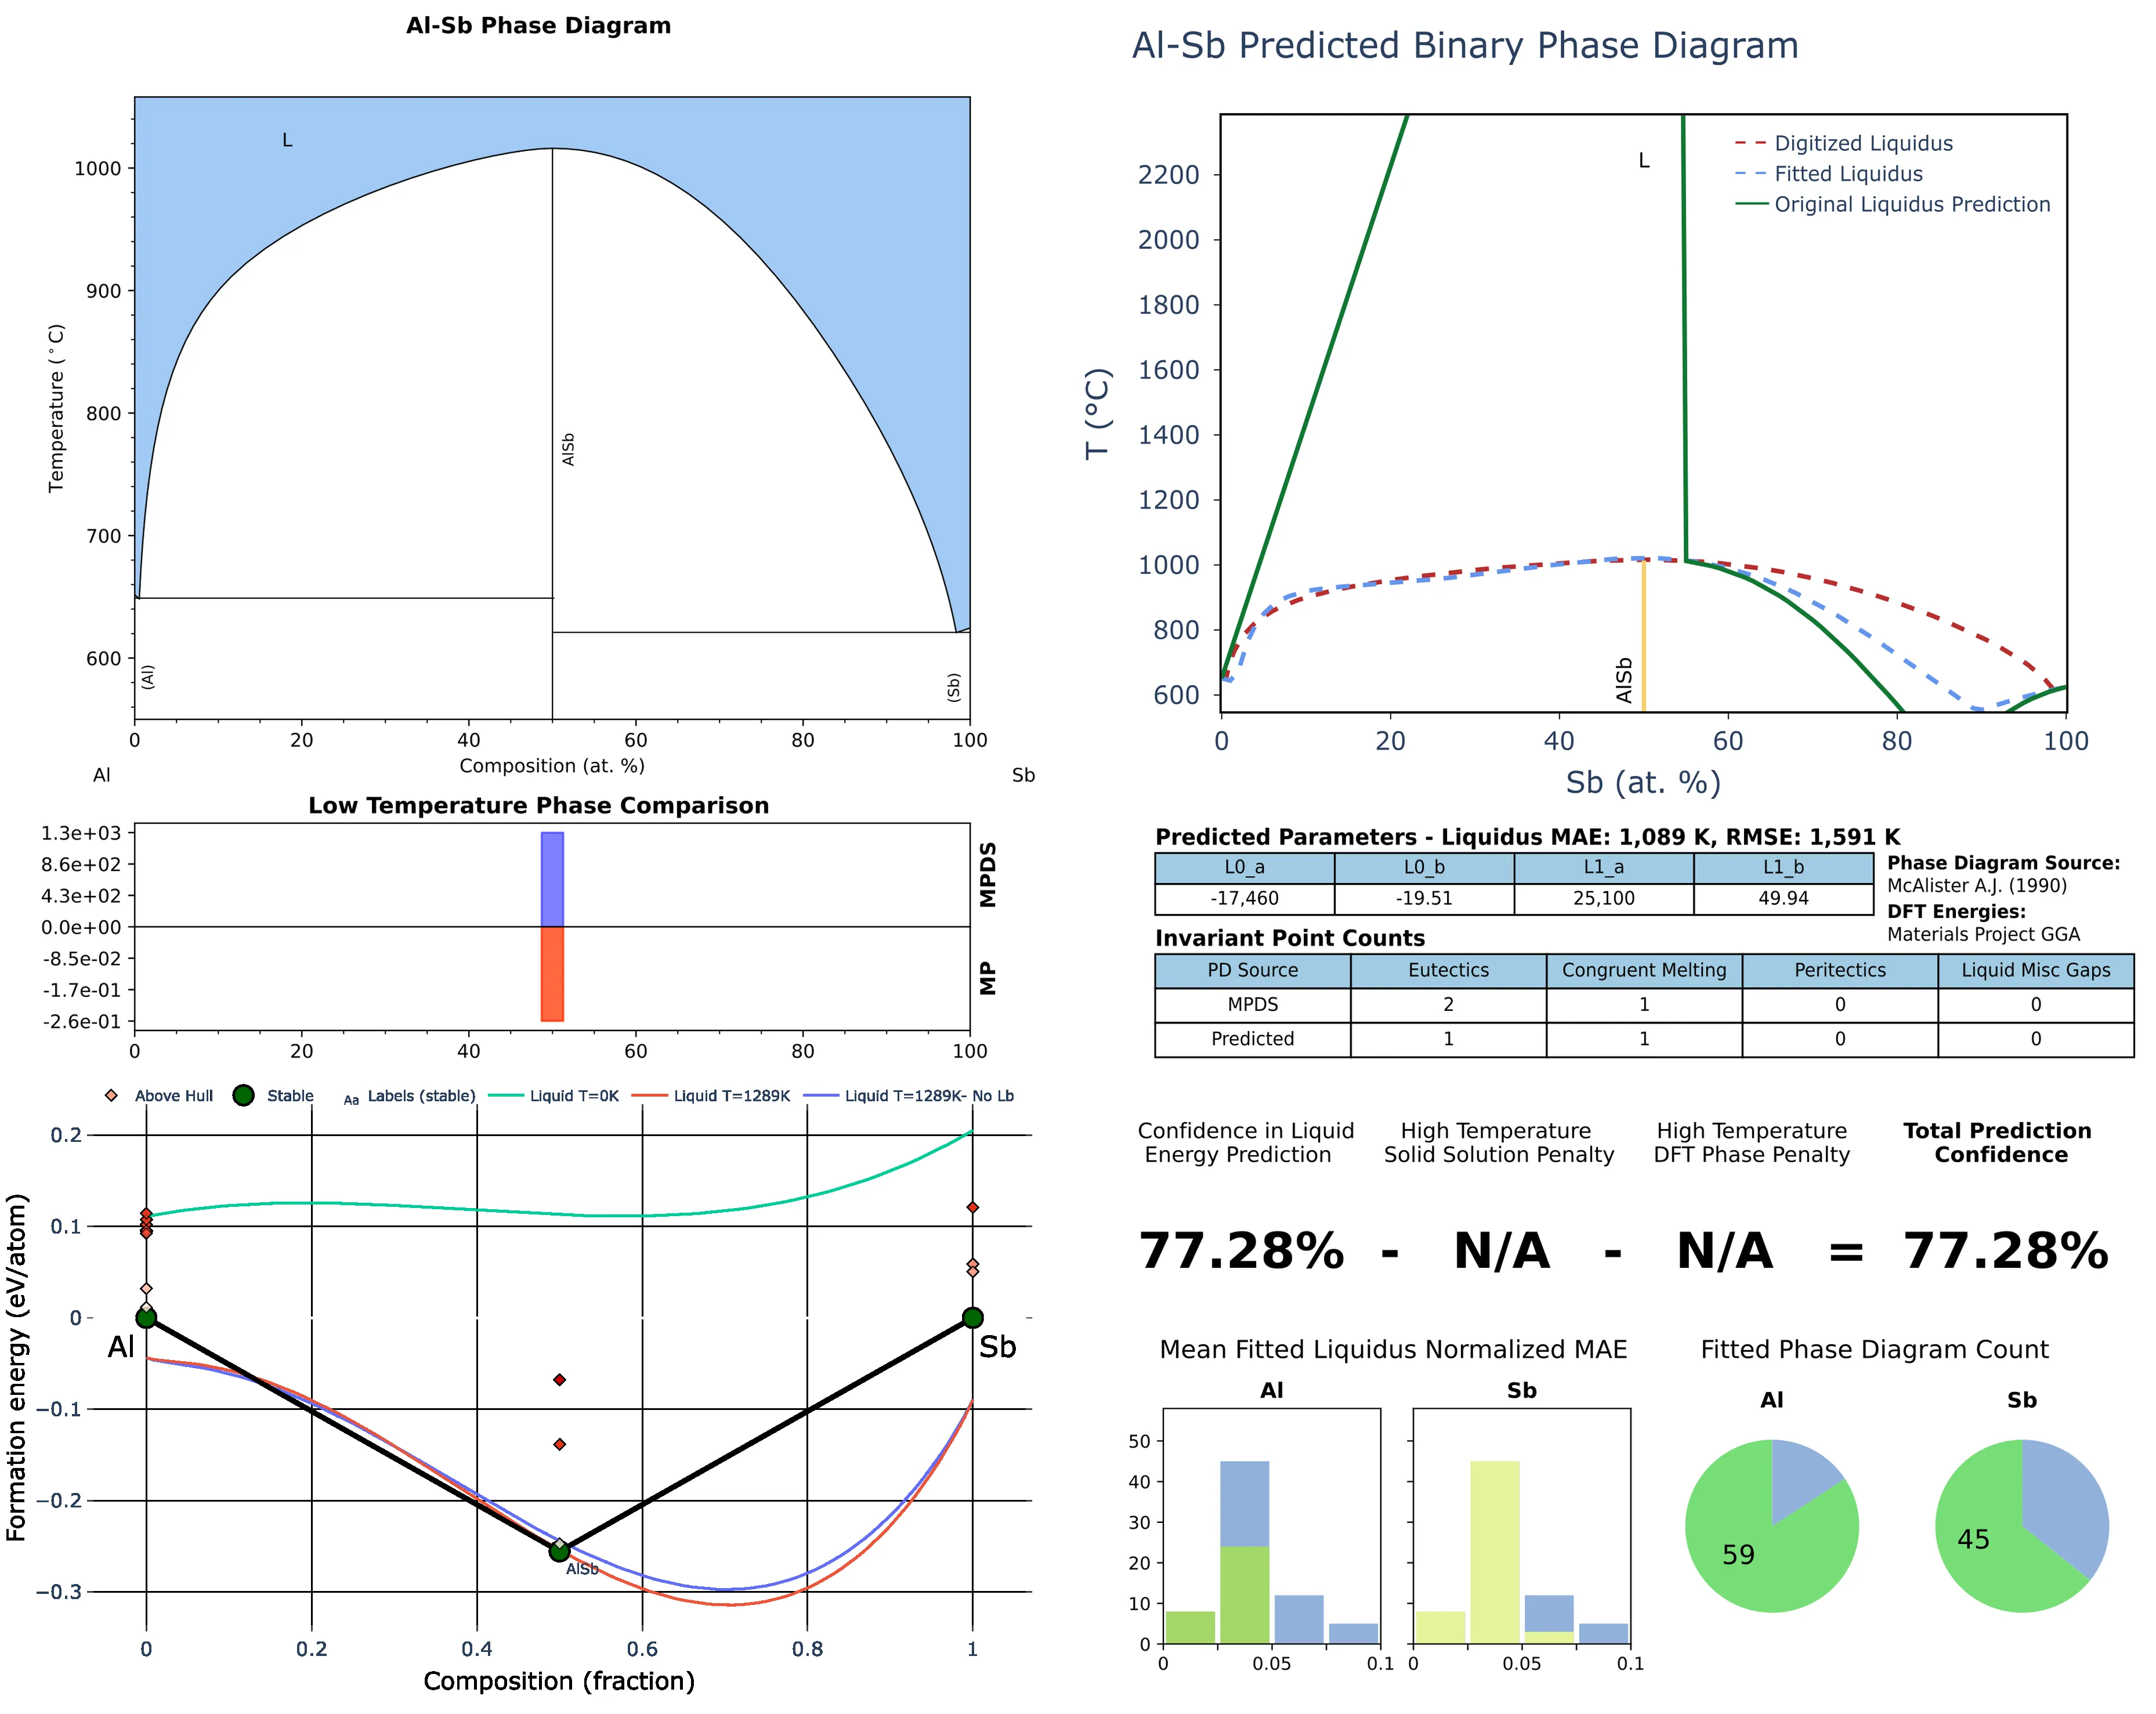 Al-Sb Phase Diagram
L
1000
900
800
700
600
Temperature (°C)
AlSb
(Al)
(Sb)
0 20 40 60 80 100
Composition (at. %)
Al Sb
Low Temperature Phase Comparison
1.3e+03
8.6e+02
4.3e+02
0.0e+00
-8.5e-02
-1.7e-01
-2.6e-01
MPDS
MP
0 20 40 60 80 100
Above Hull Stable Aa Labels (stable) Liquid T=0K Liquid T=1289K Liquid T=1289K- No Lb
0.2
0.1
0
−0.1
−0.2
−0.3
Formation energy (eV/atom)
Al
Sb
AlSb
0 0.2 0.4 0.6 0.8 1
Composition (fraction)
Al-Sb Predicted Binary Phase Diagram
Digitized Liquidus
Fitted Liquidus
Original Liquidus Prediction
L
2200
2000
1800
1600
1400
1200
1000
800
600
T (°C)
AlSb
0 20 40 60 80 100
Sb (at. %)
Predicted Parameters - Liquidus MAE: 1,089 K, RMSE: 1,591 K
L0_a L0_b L1_a L1_b
-17,460 -19.51 25,100 49.94
Phase Diagram Source:
McAlister A.J. (1990)
DFT Energies:
Materials Project GGA
Invariant Point Counts
PD Source Eutectics Congruent Melting Peritectics Liquid Misc Gaps
MPDS 2 1 0 0
Predicted 1 1 0 0
Confidence in Liquid High Temperature High Temperature Total Prediction
Energy Prediction Solid Solution Penalty DFT Phase Penalty Confidence
77.28% - N/A - N/A = 77.28%
Mean Fitted Liquidus Normalized MAE
Al Sb
50
40
30
20
10
0
0 0.05 0.1 0 0.05 0.1
Fitted Phase Diagram Count
Al Sb
59 45